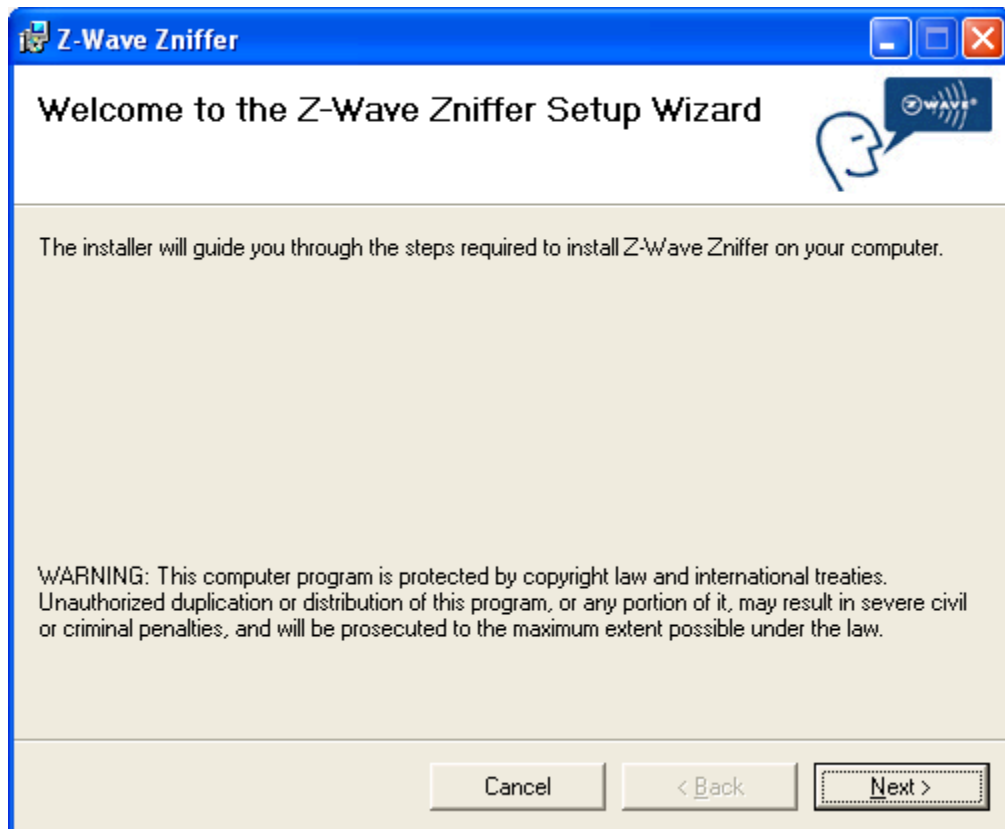 Z-Wave Zniffer
Welcome to the Z-Wave Zniffer Setup Wizard
Z WAVE®
The installer will guide you through the steps required to install Z-Wave Zniffer on your computer.
WARNING: This computer program is protected by copyright law and international treaties.
Unauthorized duplication or distribution of this program, or any portion of it, may result in severe civil
or criminal penalties, and will be prosecuted to the maximum extent possible under the law.
Cancel
< Back
Next >